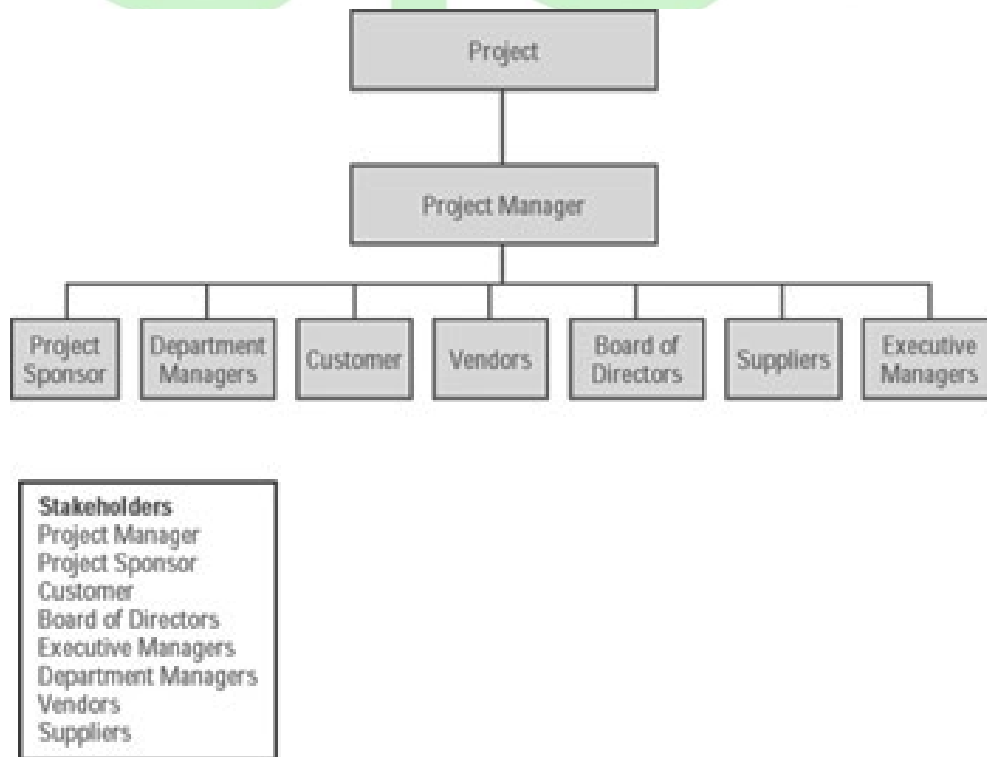 Project
Project Manager
Project
Sponsor
Department
Managers
Customer
Vendors
Board of
Directors
Suppliers
Executive
Managers
Stakeholders
Project Manager
Project Sponsor
Customer
Board of Directors
Executive Managers
Department Managers
Vendors
Suppliers